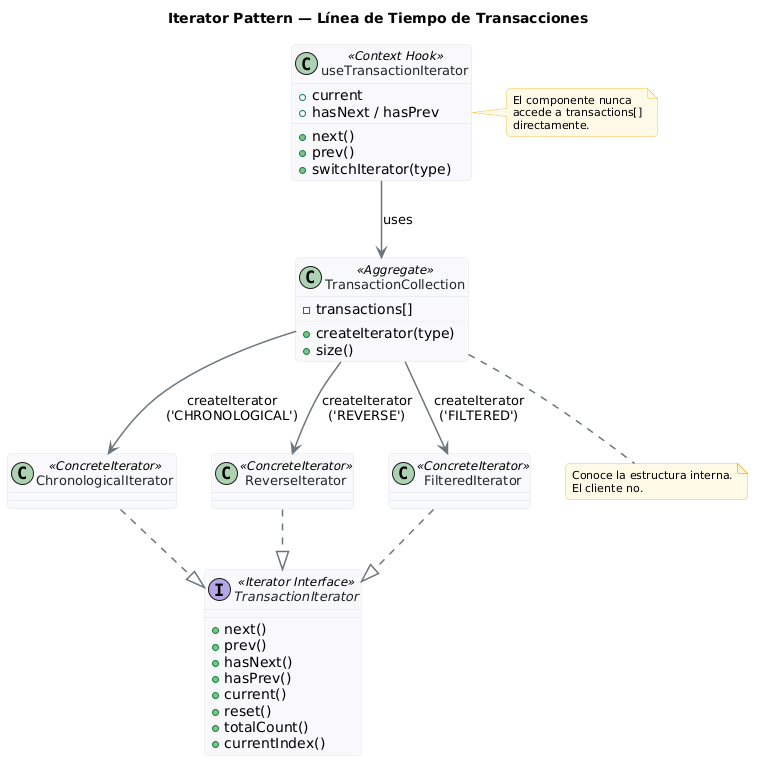 Iterator Pattern — Línea de Tiempo de Transacciones
C
«Context Hook»
useTransactionIterator
current
hasNext / hasPrev
next()
prev()
switchIterator(type)
El componente nunca
accede a transactions[]
directamente.
uses
C
«Aggregate»
TransactionCollection
transactions[]
createIterator(type)
size()
createIterator
('CHRONOLOGICAL')
createIterator
('REVERSE')
createIterator
('FILTERED')
C
«ConcreteIterator»
ChronologicalIterator
C
«ConcreteIterator»
ReverseIterator
C
«ConcreteIterator»
FilteredIterator
Conoce la estructura interna.
El cliente no.
I
«Iterator Interface»
TransactionIterator
next()
prev()
hasNext()
hasPrev()
current()
reset()
totalCount()
currentIndex()